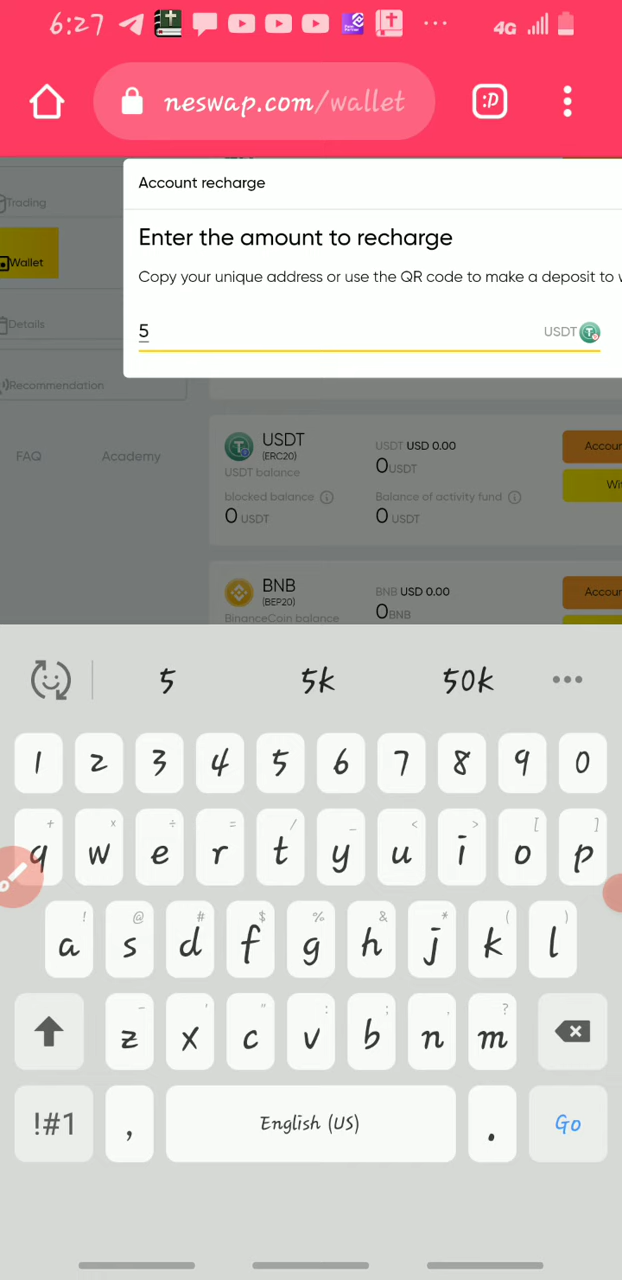 6:27
4G
neswap.com/wallet
:D
Account recharge
Trading
Enter the amount to recharge
Wallet
Copy your unique address or use the QR code to make a deposit to
5
USDT
Details
Recommendation
FAQ
Academy
USDT
(ERC20)
USDT balance
USDT USD 0.00
0 USDT
Accou
Wi
blocked balance
0 USDT
Balance of activity fund
0 USDT
BNB
(BEP20)
BinanceCoin balance
BNB USD 0.00
0 BNB
Accou
5 5k 50k
1 2 3 4 5 6 7 8 9 0
+ × ÷ = / _ < > [ ]
q w e r t y u i o p
! @ # $ % & * ( )
a s d f g h j k l
- ' " : ; , ?
z x c v b n m
!#1 , English (US) . Go